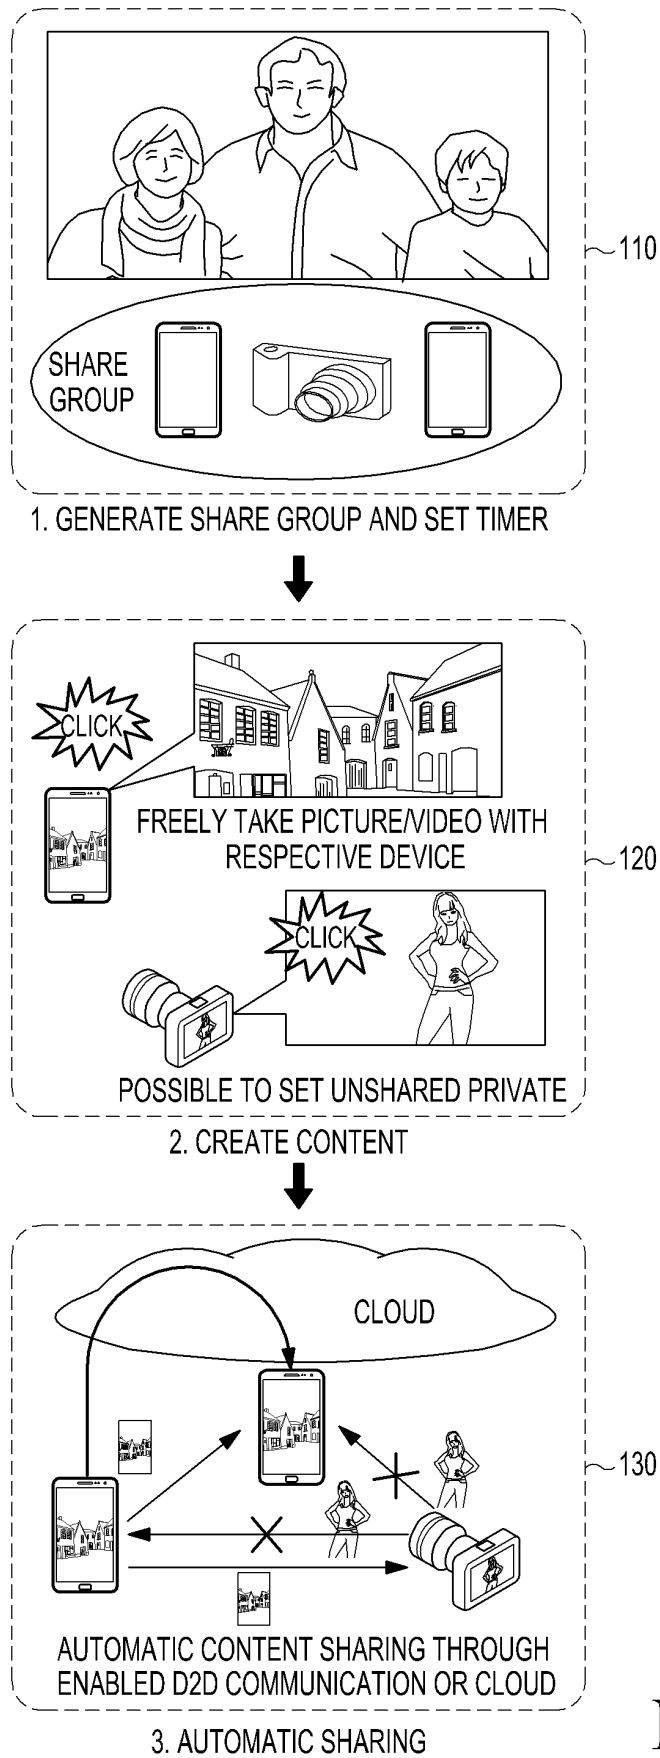 110
SHARE
GROUP
1. GENERATE SHARE GROUP AND SET TIMER
CLICK
FREELY TAKE PICTURE/VIDEO WITH
RESPECTIVE DEVICE
120
CLICK
POSSIBLE TO SET UNSHARED PRIVATE
2. CREATE CONTENT
CLOUD
130
AUTOMATIC CONTENT SHARING THROUGH
ENABLED D2D COMMUNICATION OR CLOUD
3. AUTOMATIC SHARING